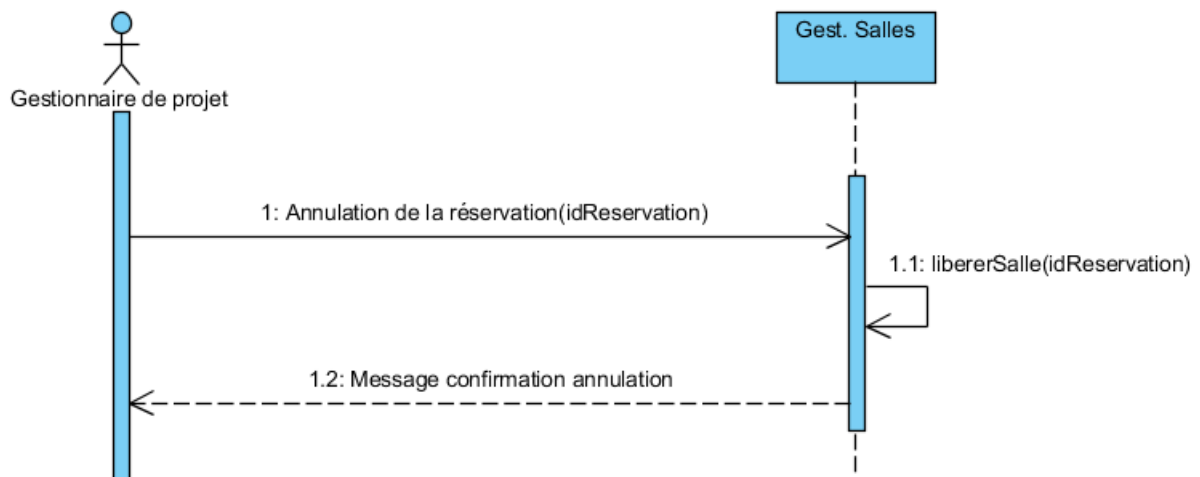 Gest. Salles
Gestionnaire de projet
1: Annulation de la réservation(idReservation)
1.1: libererSalle(idReservation)
1.2: Message confirmation annulation